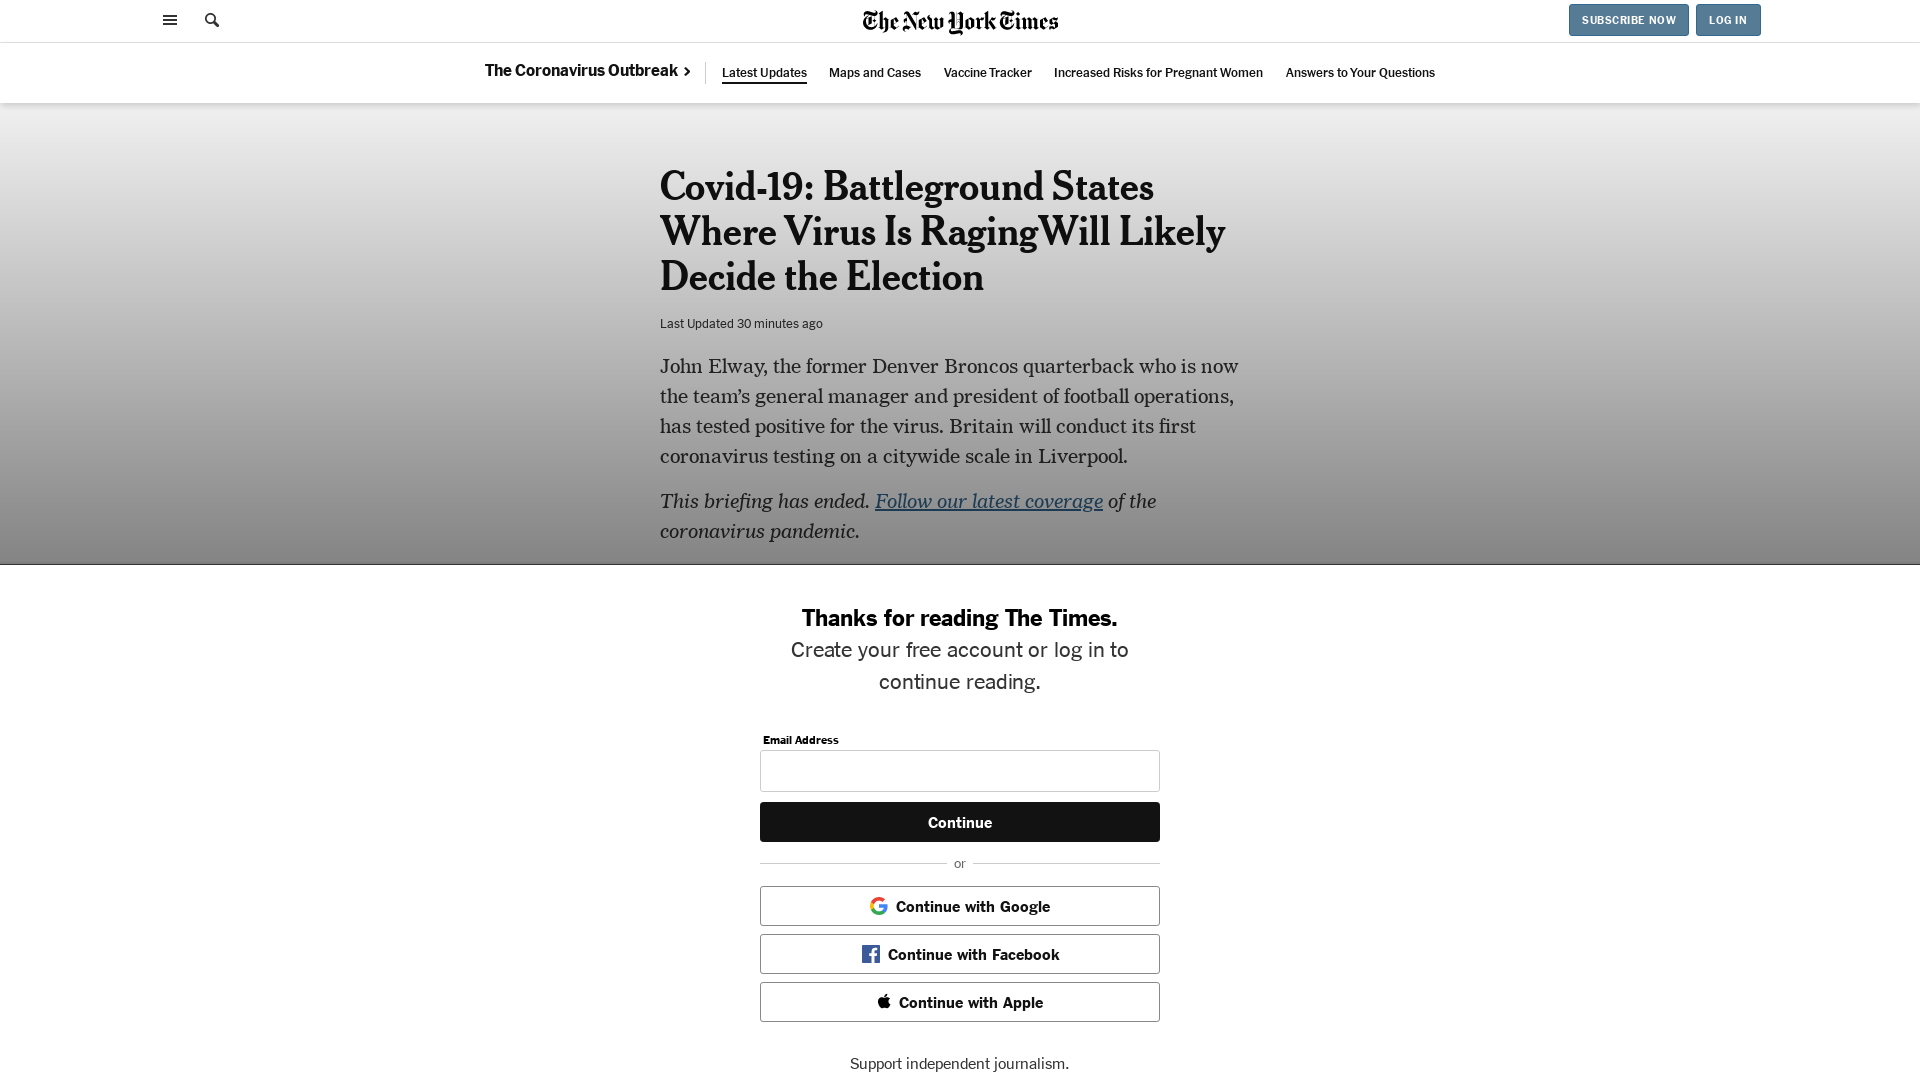 The New York Times
SUBSCRIBE NOW
LOG IN
The Coronavirus Outbreak
Latest Updates
Maps and Cases
Vaccine Tracker
Increased Risks for Pregnant Women
Answers to Your Questions
Covid-19: Battleground States
Where Virus Is RagingWill Likely
Decide the Election
Last Updated 30 minutes ago
John Elway, the former Denver Broncos quarterback who is now
the team’s general manager and president of football operations,
has tested positive for the virus. Britain will conduct its first
coronavirus testing on a citywide scale in Liverpool.
This briefing has ended. Follow our latest coverage of the
coronavirus pandemic.
Thanks for reading The Times.
Create your free account or log in to
continue reading.
Email Address
Continue
or
Continue with Google
Continue with Facebook
Continue with Apple
Support independent journalism.